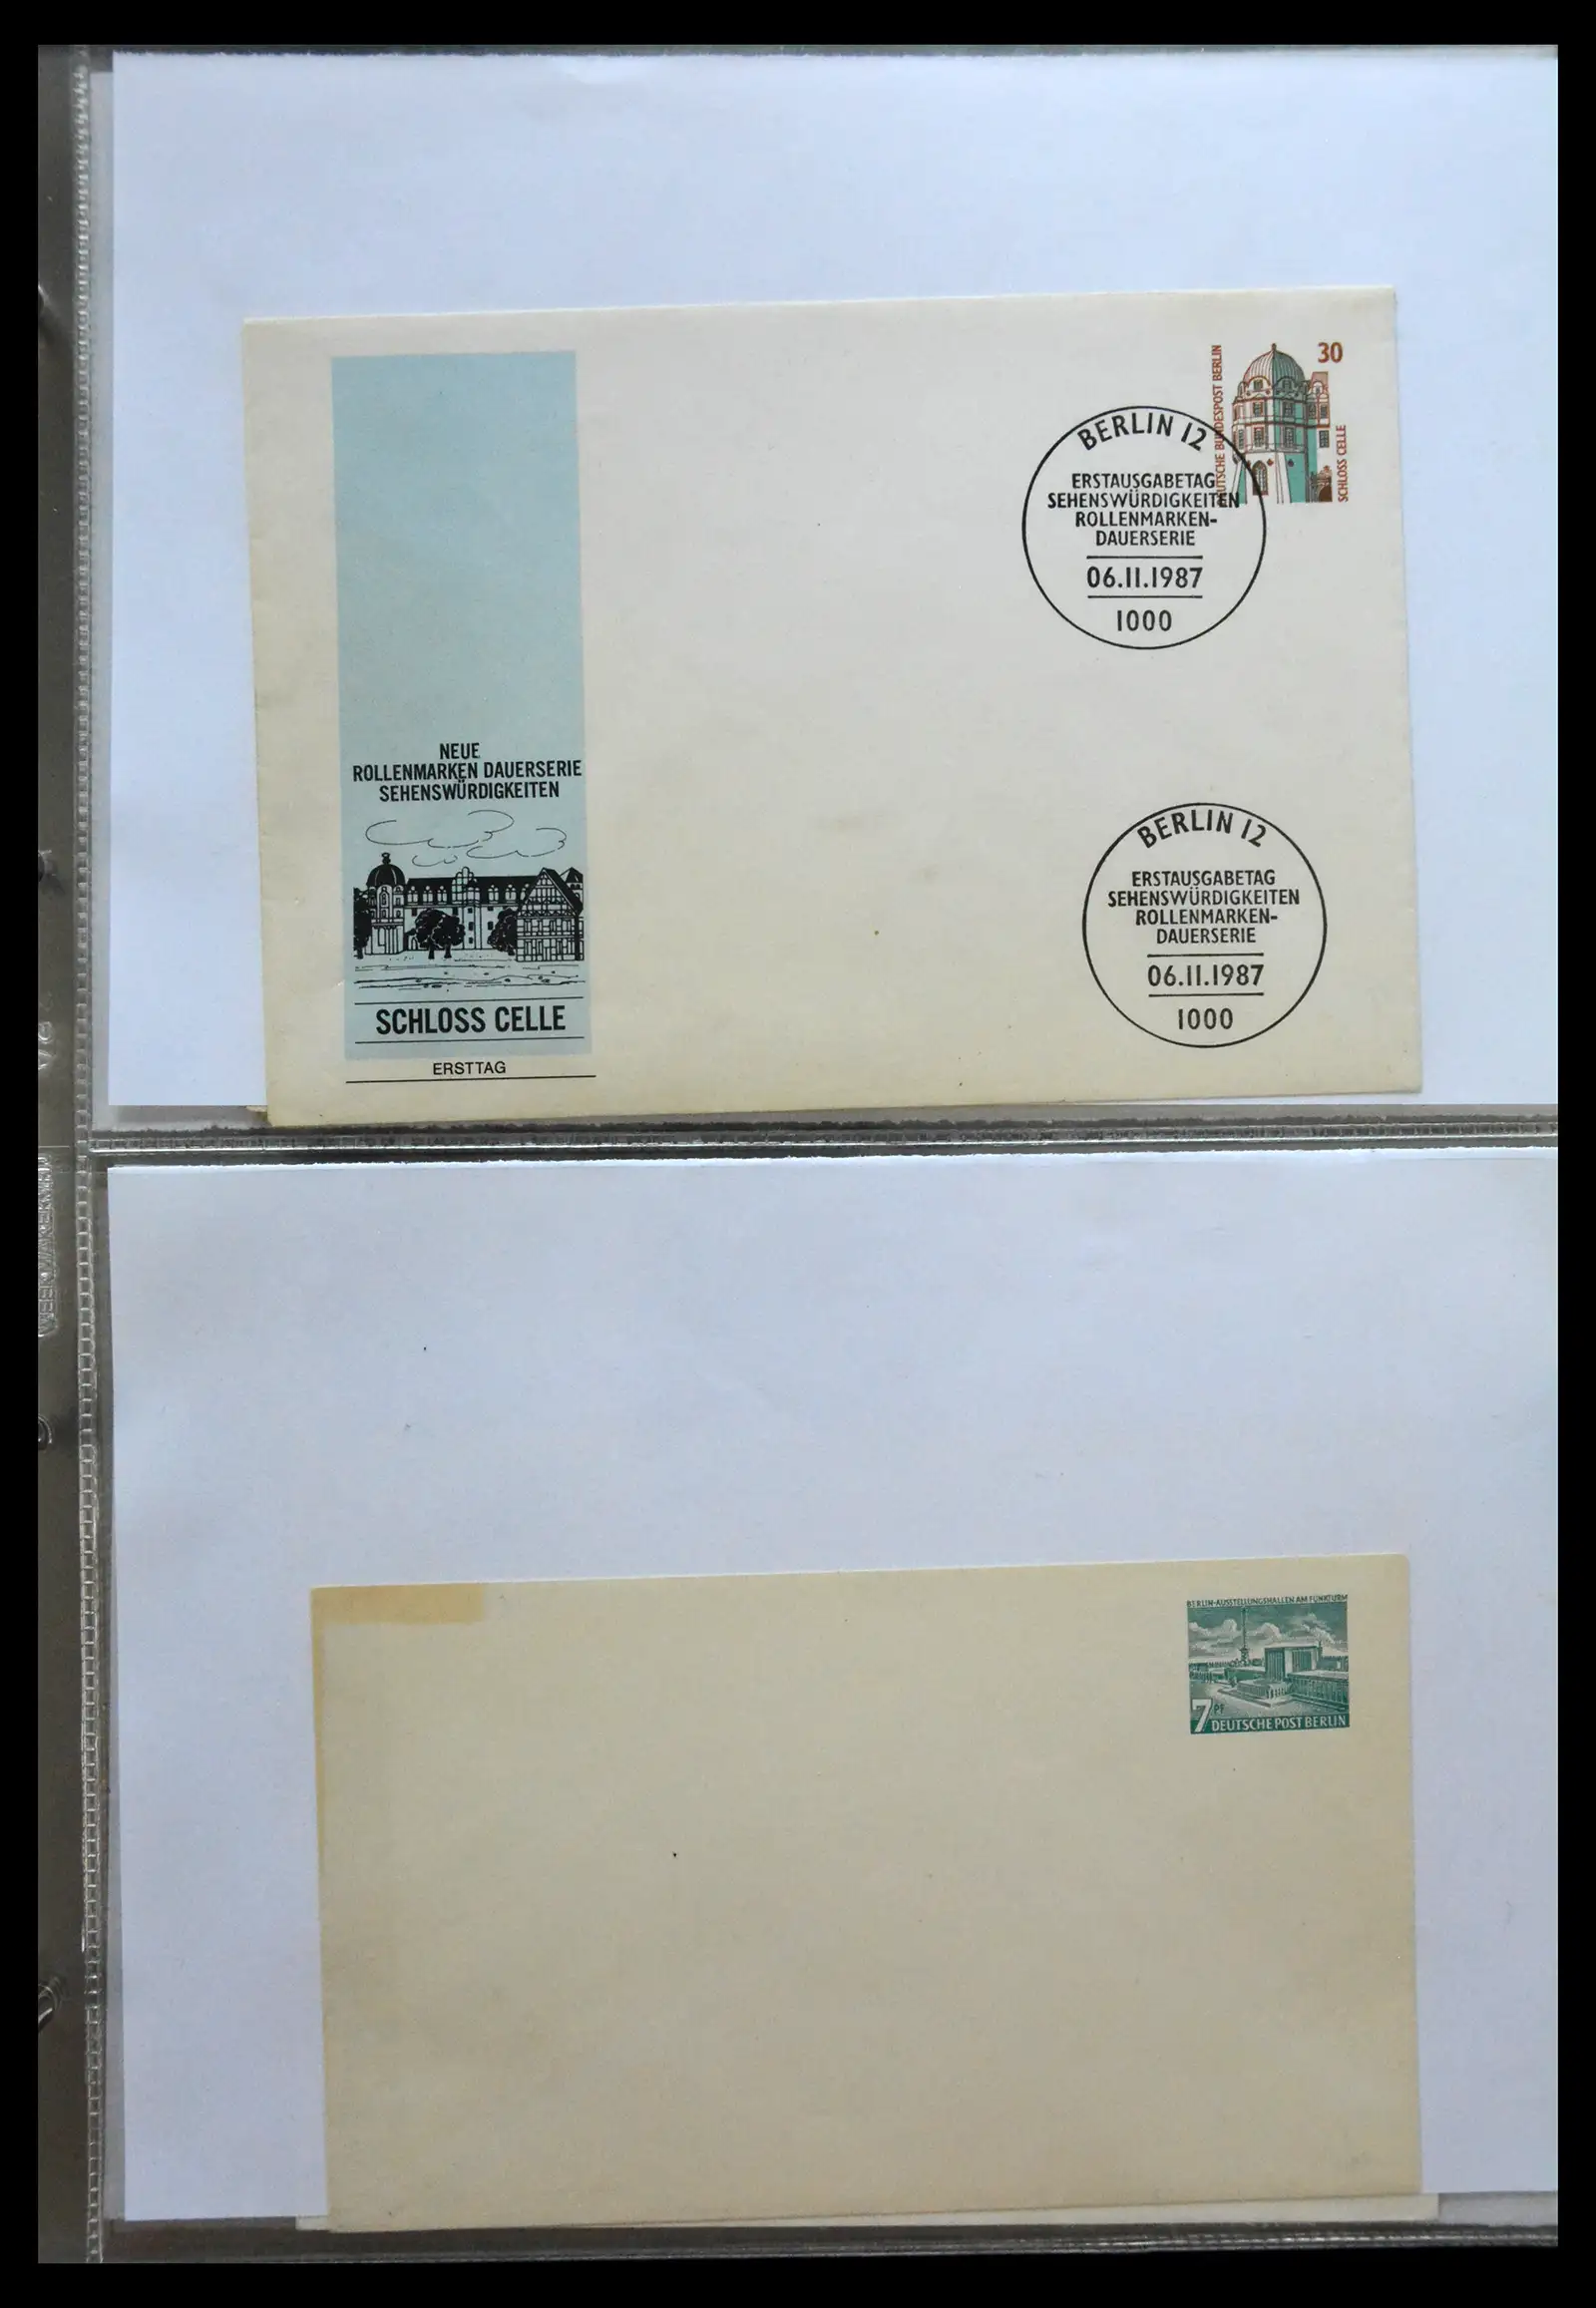 30
DEUTSCHE BUNDESPOST BERLIN
SCHLOSS CELLE
BERLIN 12
ERSTAUSGABETAG
SEHENSWÜRDIGKEITEN
ROLLENMARKEN-
DAUERSERIE
06.11.1987
1000
NEUE
ROLLENMARKEN DAUERSERIE
SEHENSWÜRDIGKEITEN
SCHLOSS CELLE
ERSTTAG
BERLIN 12
ERSTAUSGABETAG
SEHENSWÜRDIGKEITEN
ROLLENMARKEN-
DAUERSERIE
06.11.1987
1000
BERLIN-AUSSTELLUNGSHALLEN AM FUNKTURM
7 PF
DEUTSCHE POST BERLIN